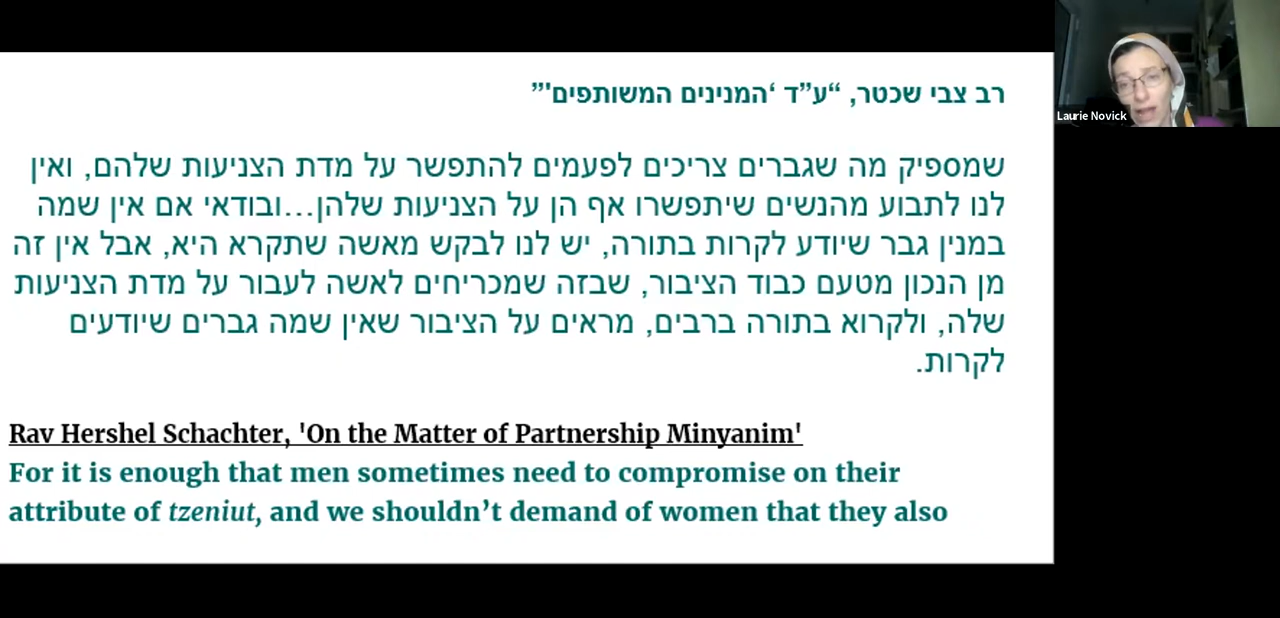 רב צבי שכטר, “ע”ד ‘המנינים המשותפים'”
שמספיק מה שגברים צריכים לפעמים להתפשר על מדת הצניעות שלהם, ואין
לנו לתבוע מהנשים שיתפשרו אף הן על הצניעות שלהן...ובודאי אם אין שמה
במנין גבר שיודע לקרות בתורה, יש לנו לבקש מאשה שתקרא היא, אבל אין זה
מן הנכון מטעם כבוד הציבור, שבזה שמכריחים לאשה לעבור על מדת הצניעות
שלה, ולקרוא בתורה ברבים, מראים על הציבור שאין שמה גברים שיודעים
לקרות.
Rav Hershel Schachter, 'On the Matter of Partnership Minyanim'
For it is enough that men sometimes need to compromise on their
attribute of tzeniut, and we shouldn’t demand of women that they also
Laurie Novick